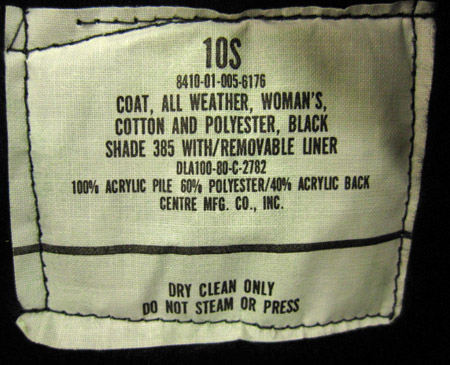 10S
8410-01-005-6176
COAT, ALL WEATHER, WOMAN'S,
COTTON AND POLYESTER, BLACK
SHADE 385 WITH/REMOVABLE LINER
DLA100-80-C-2782
100% ACRYLIC PILE 60% POLYESTER/40% ACRYLIC BACK
CENTRE MFG. CO., INC.
DRY CLEAN ONLY
DO NOT STEAM OR PRESS